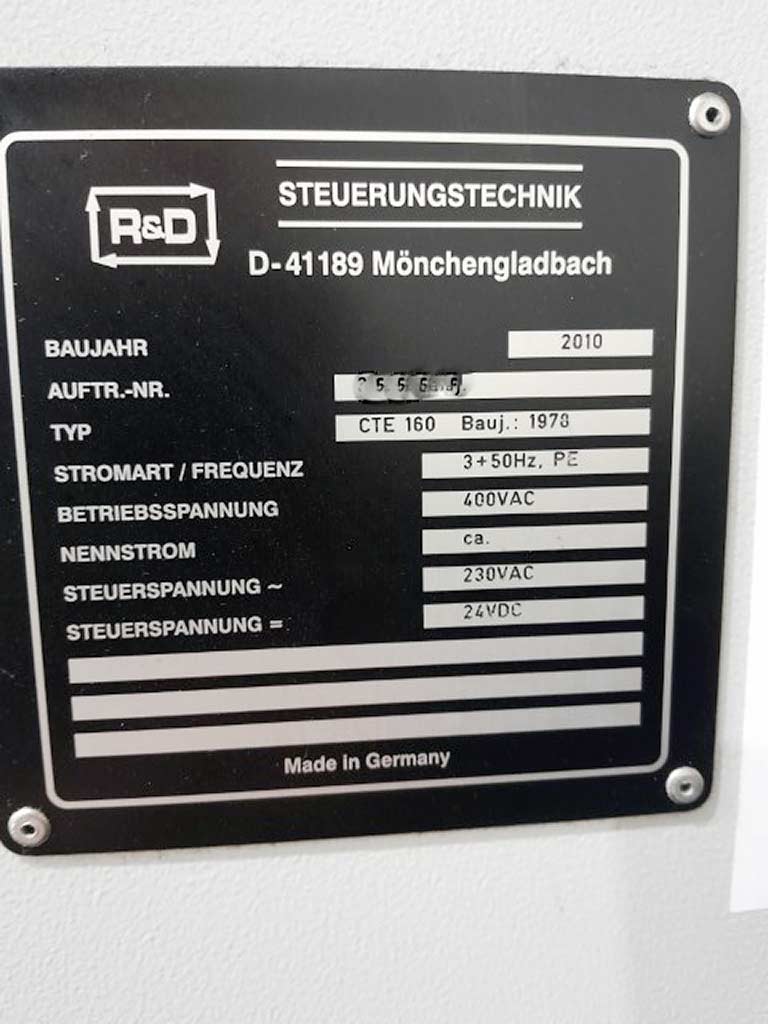 R&D
STEUERUNGSTECHNIK
D-41189 Mönchengladbach
BAUJAHR 2010
AUFTR.-NR.
TYP CTE 160 Bauj.: 1978
STROMART / FREQUENZ 3+50Hz, PE
BETRIEBSSPANNUNG 400VAC
NENNSTROM ca.
STEUERSPANNUNG ~ 230VAC
STEUERSPANNUNG = 24VDC
Made in Germany